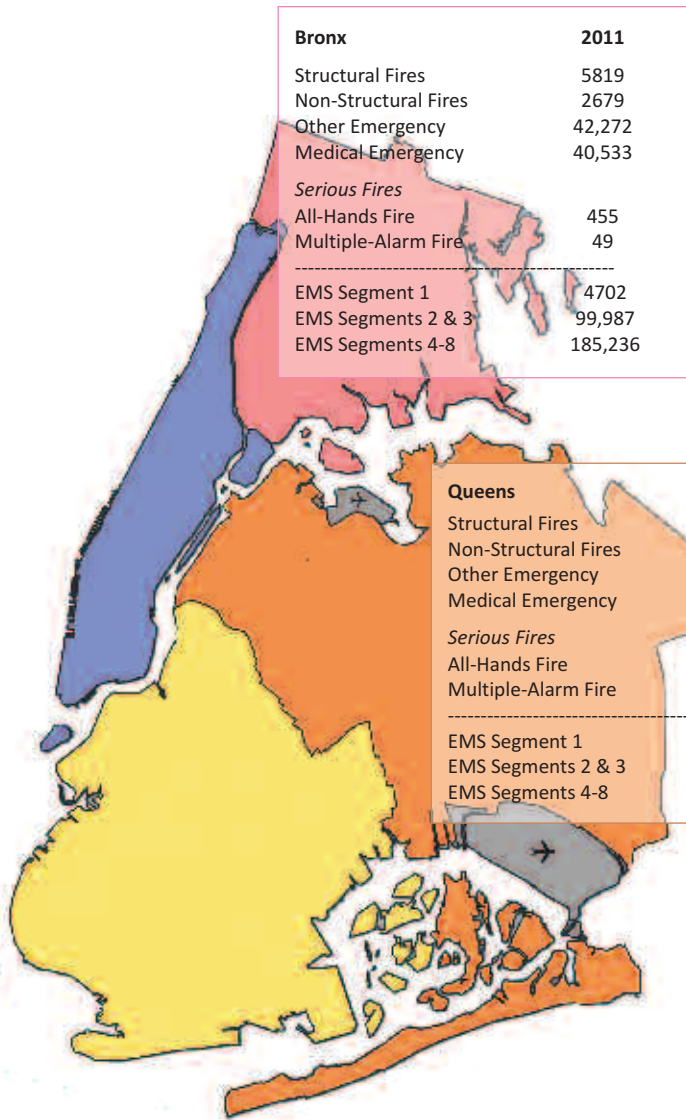 Bronx 2011
Structural Fires 5819
Non-Structural Fires 2679
Other Emergency 42,272
Medical Emergency 40,533
Serious Fires
All-Hands Fire 455
Multiple-Alarm Fire 49
-------------------------------------------------
EMS Segment 1 4702
EMS Segments 2 & 3 99,987
EMS Segments 4-8 185,236
Queens
Structural Fires
Non-Structural Fires
Other Emergency
Medical Emergency
Serious Fires
All-Hands Fire
Multiple-Alarm Fire
-------------------------------------
EMS Segment 1
EMS Segments 2 & 3
EMS Segments 4-8